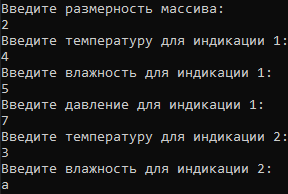 Введите размерность массива:
2
Введите температуру для индикации 1:
4
Введите влажность для индикации 1:
5
Введите давление для индикации 1:
7
Введите температуру для индикации 2:
3
Введите влажность для индикации 2:
a